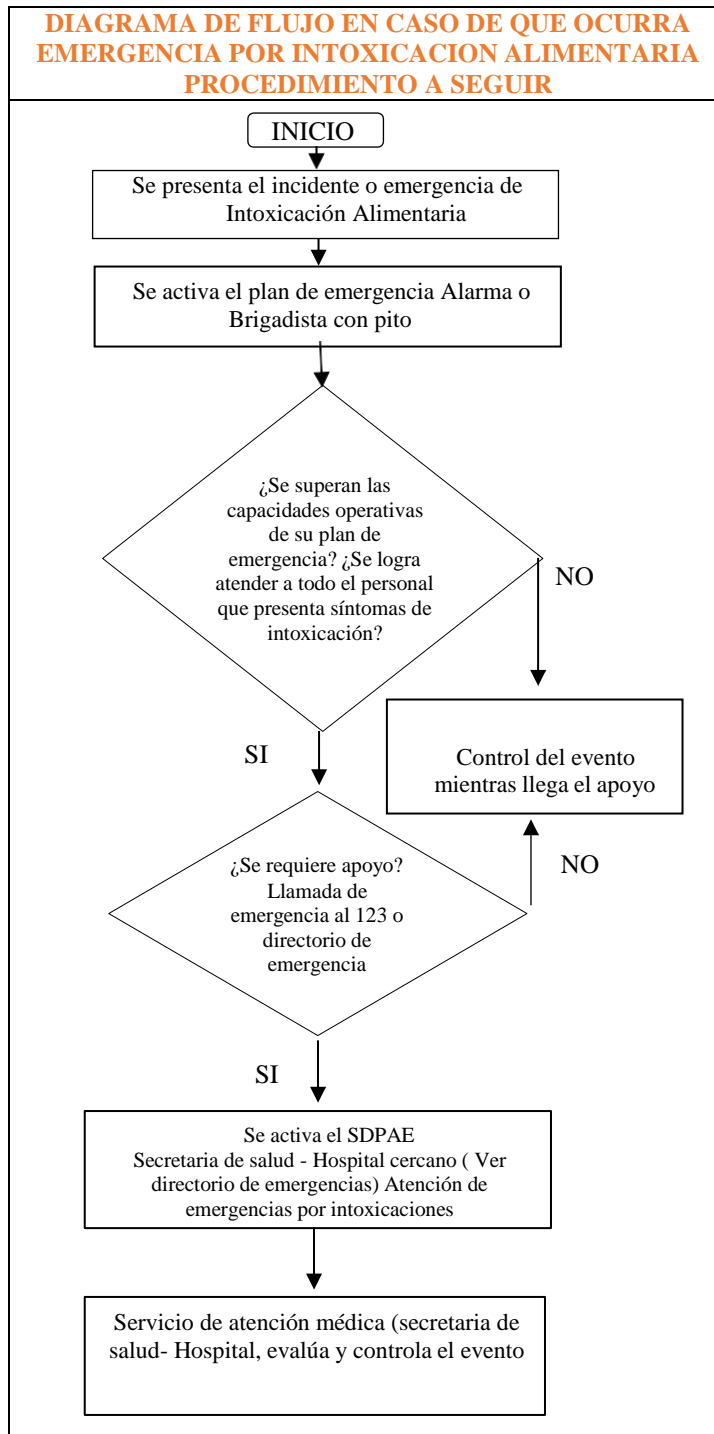 DIAGRAMA DE FLUJO EN CASO DE QUE OCURRA
EMERGENCIA POR INTOXICACION ALIMENTARIA
PROCEDIMIENTO A SEGUIR
INICIO
Se presenta el incidente o emergencia de
Intoxicación Alimentaria
Se activa el plan de emergencia Alarma o
Brigadista con pito
¿Se superan las
capacidades operativas
de su plan de
emergencia? ¿Se logra
atender a todo el personal
que presenta síntomas de
intoxicación?
NO
SI
Control del evento
mientras llega el apoyo
¿Se requiere apoyo?
Llamada de
emergencia al 123 o
directorio de
emergencia
NO
SI
Se activa el SDPAE
Secretaria de salud - Hospital cercano ( Ver
directorio de emergencias) Atención de
emergencias por intoxicaciones
Servicio de atención médica (secretaria de
salud- Hospital, evalúa y controla el evento